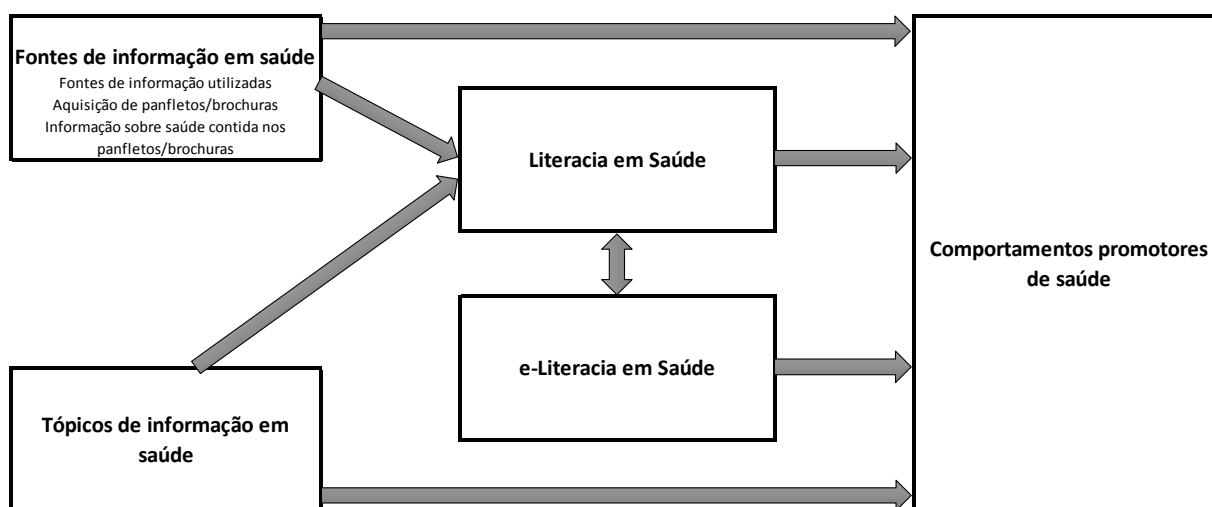 Fontes de informação em saúde
Fontes de informação utilizadas
Aquisição de panfletos/brochuras
Informação sobre saúde contida nos
panfletos/brochuras
Literacia em Saúde
Comportamentos promotores
de saúde
e-Literacia em Saúde
Tópicos de informação em
saúde